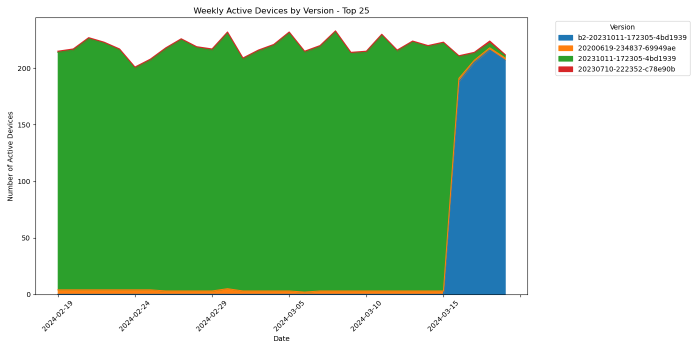 Weekly Active Devices by Version - Top 25
Number of Active Devices
200
150
100
50
0
2024-02-19
2024-02-24
2024-02-29
2024-03-05
2024-03-10
2024-03-15
Date
Version
b2-20231011-172305-4bd1939
20200619-234837-69949ae
20231011-172305-4bd1939
20230710-222352-c78e90b